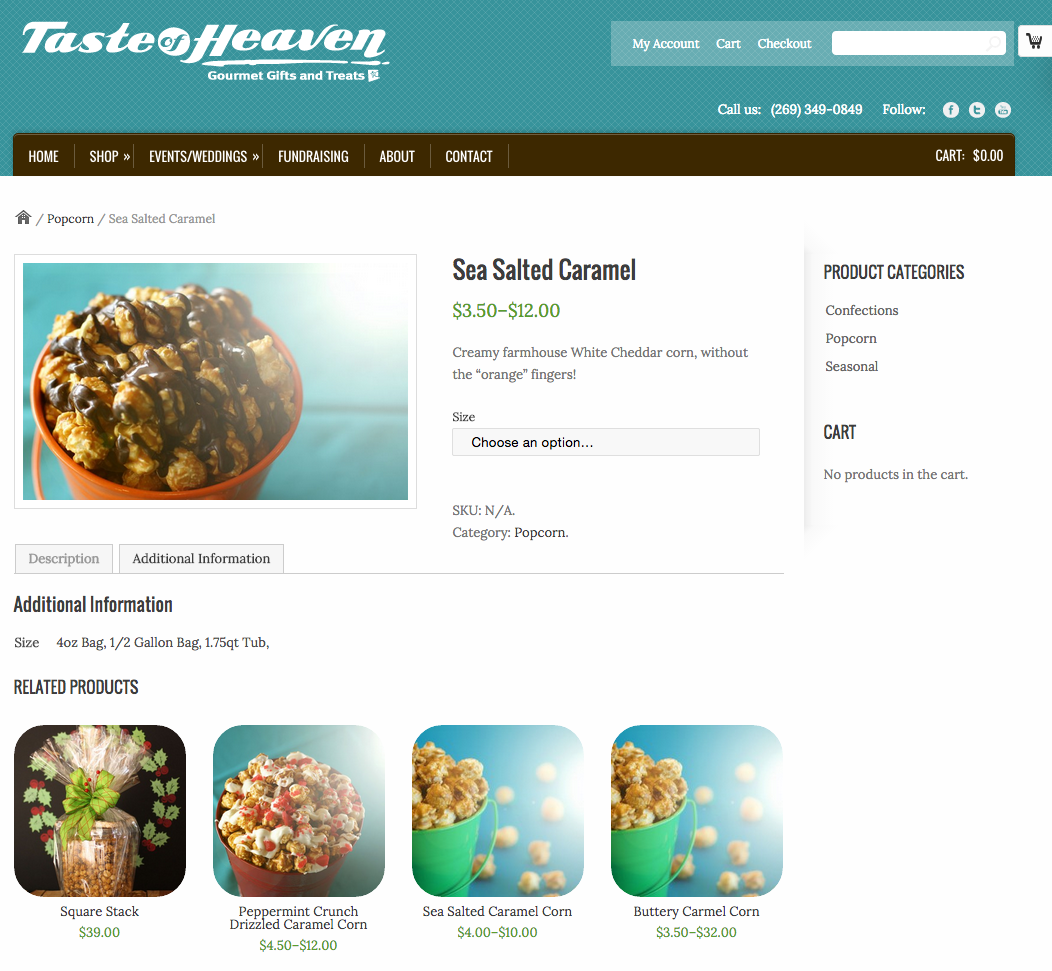 Taste of Heaven
Gourmet Gifts and Treats
My Account Cart Checkout
Call us: (269) 349-0849 Follow:
HOME SHOP » EVENTS/WEDDINGS » FUNDRAISING ABOUT CONTACT CART: $0.00
/ Popcorn / Sea Salted Caramel
Sea Salted Caramel
$3.50–$12.00
Creamy farmhouse White Cheddar corn, without
the “orange” fingers!
Size
Choose an option...
SKU: N/A.
Category: Popcorn.
PRODUCT CATEGORIES
Confections
Popcorn
Seasonal
CART
No products in the cart.
Description Additional Information
Additional Information
Size 4oz Bag, 1/2 Gallon Bag, 1.75qt Tub,
RELATED PRODUCTS
Square Stack
$39.00
Peppermint Crunch
Drizzled Caramel Corn
$4.50–$12.00
Sea Salted Caramel Corn
$4.00–$10.00
Buttery Carmel Corn
$3.50–$32.00